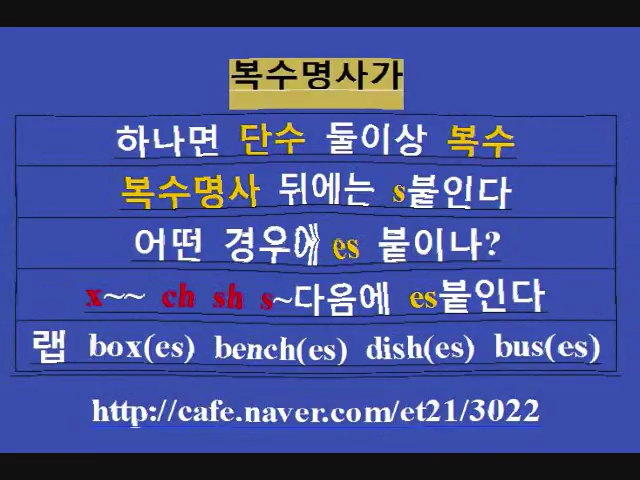 복수명사가
하나면 단수 둘이상 복수
복수명사 뒤에는 s붙인다
어떤 경우에 es 붙이나?
x~~ ch sh s~다음에 es붙인다
랩 box(es) bench(es) dish(es) bus(es)
http://cafe.naver.com/et21/3022